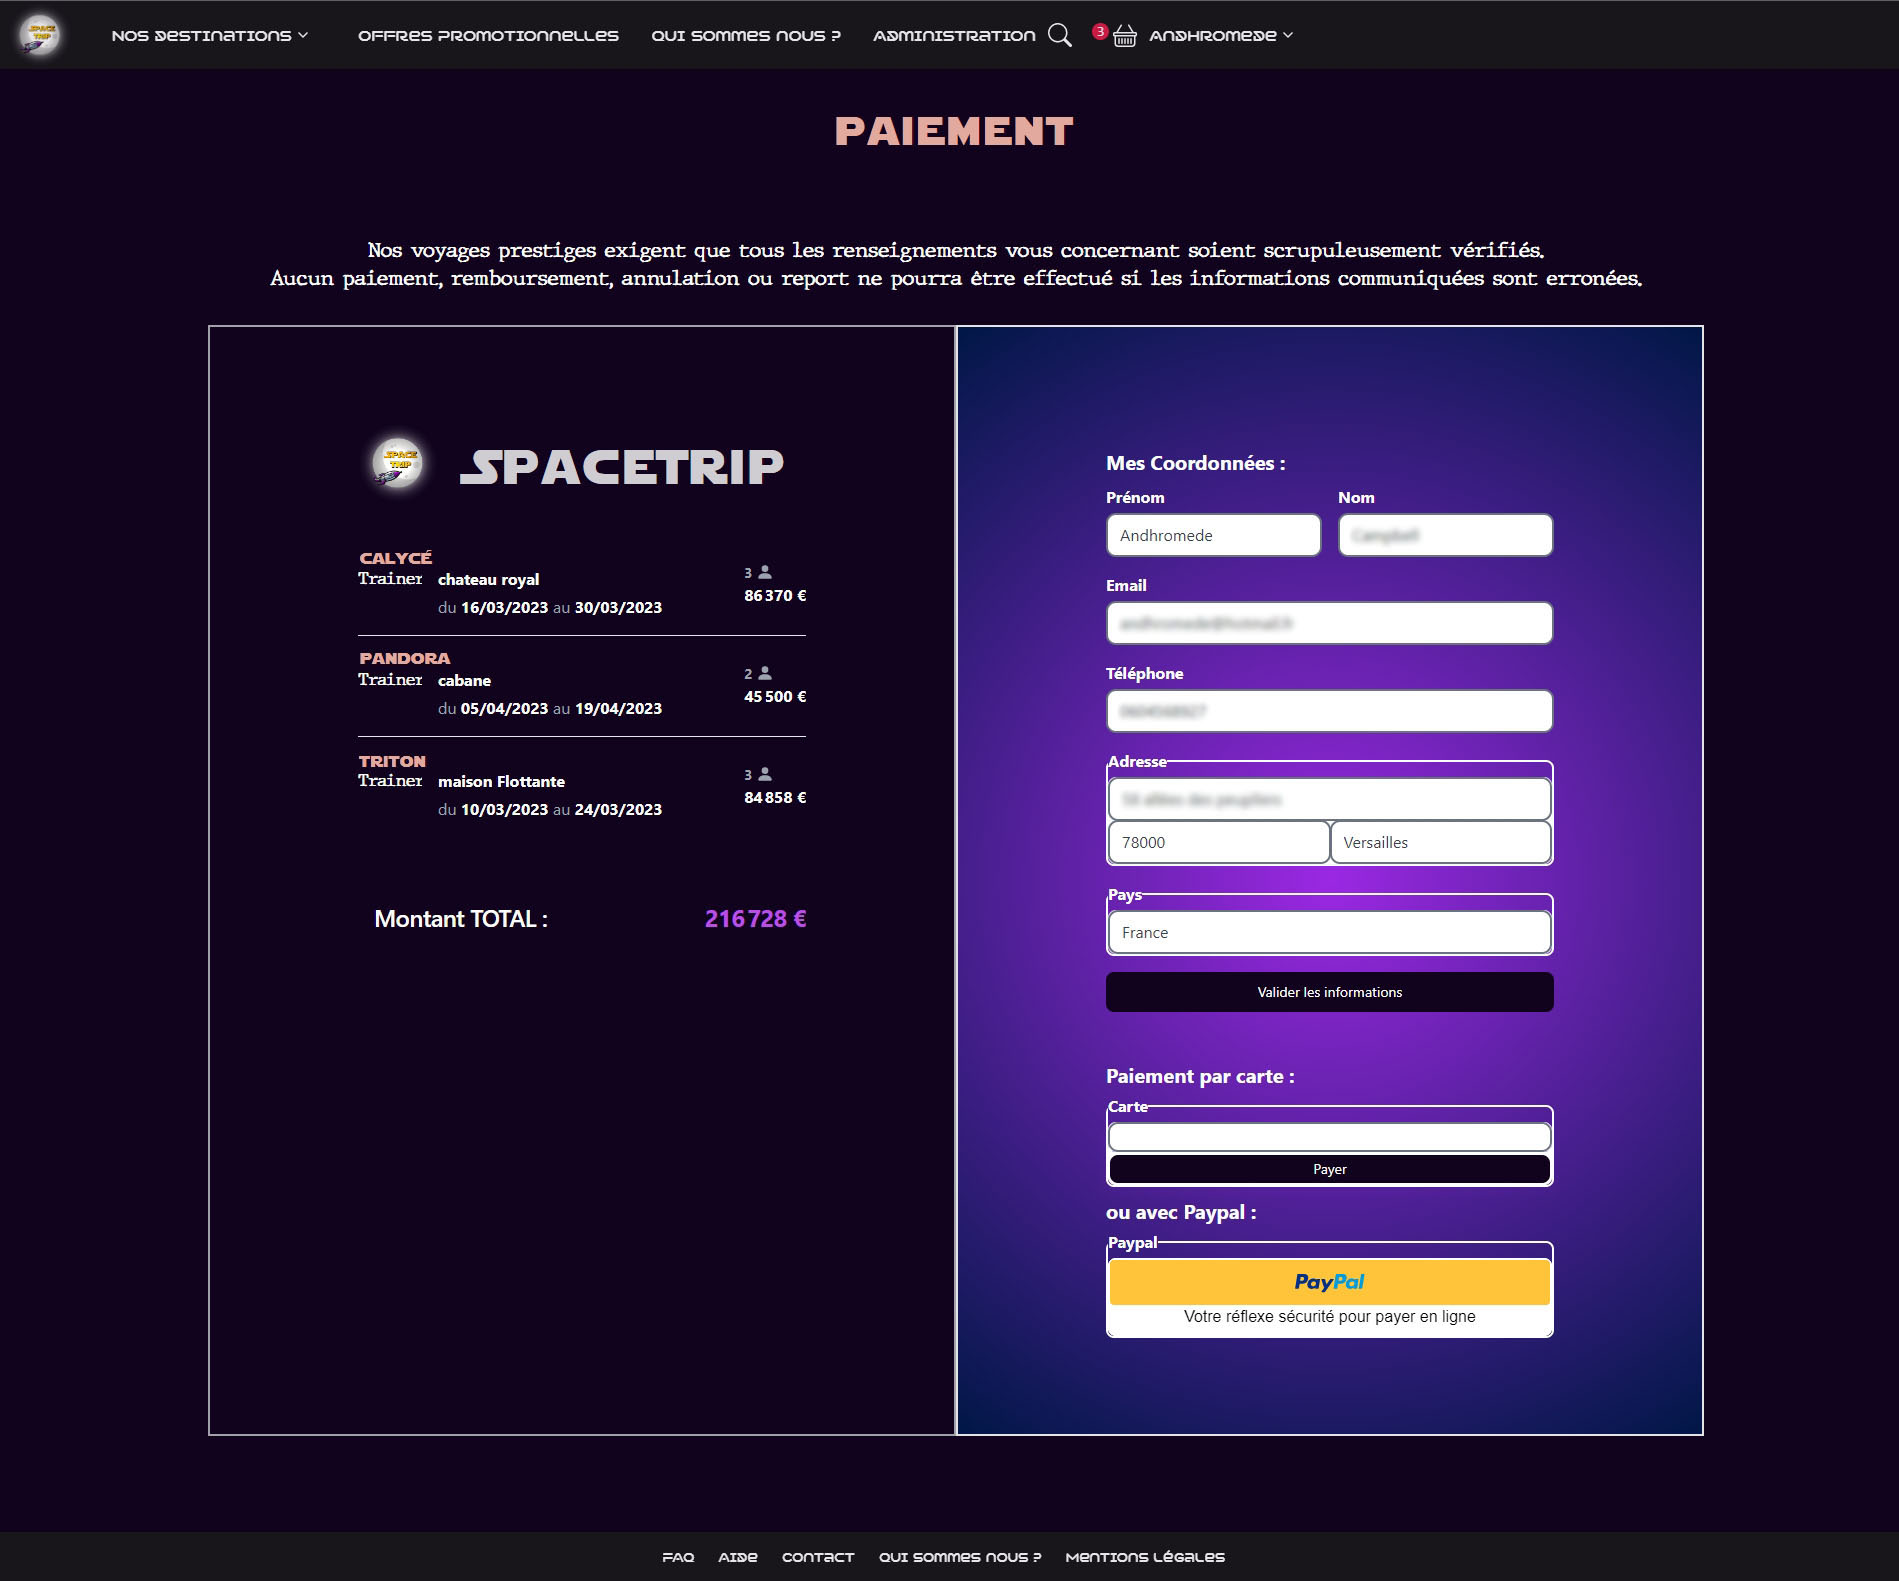 SPACE TRIP
NOS DESTINATIONS
OFFRES PROMOTIONNELLES
QUI SOMMES NOUS ?
ADMINISTRATION
3
ANDHROMEDE
PAIEMENT
Nos voyages prestiges exigent que tous les renseignements vous concernant soient scrupuleusement vérifiés.
Aucun paiement, remboursement, annulation ou report ne pourra être effectué si les informations communiquées sont erronées.
SPACE TRIP
SPACETRIP
CALYCÉ
Trainer chateau royal
3
86 370 €
du 16/03/2023 au 30/03/2023
PANDORA
Trainer cabane
2
45 500 €
du 05/04/2023 au 19/04/2023
TRITON
Trainer maison Flottante
3
84 858 €
du 10/03/2023 au 24/03/2023
Montant TOTAL : 216 728 €
Mes Coordonnées :
Prénom Nom
Andhromede
Email
Téléphone
Adresse
78000 Versailles
Pays
France
Valider les informations
Paiement par carte :
Carte
Payer
ou avec Paypal :
Paypal
PayPal
Votre réflexe sécurité pour payer en ligne
FAQ AIDE CONTACT QUI SOMMES NOUS ? MENTIONS LÉGALES